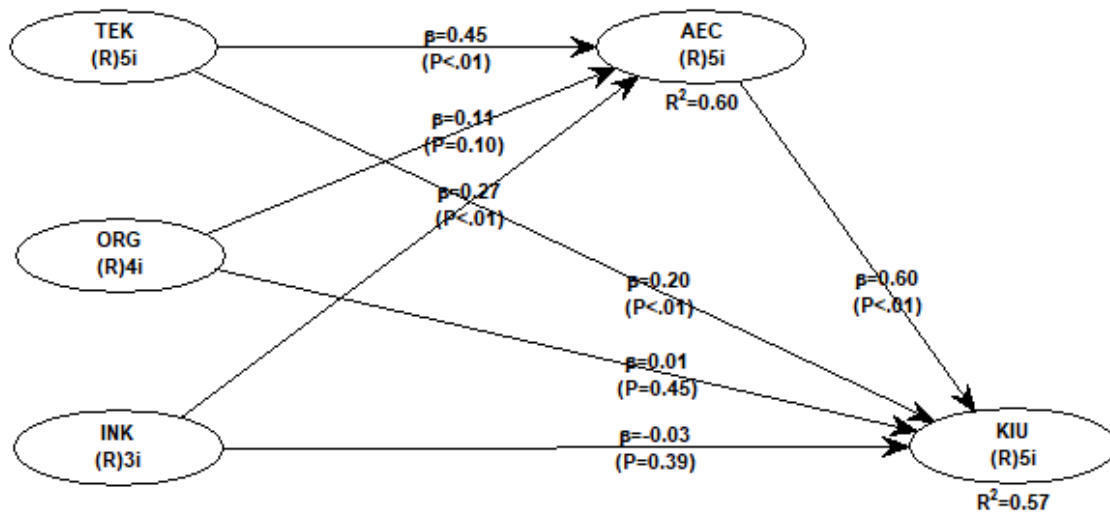 TEK
(R)5i
β=0.45
(P<.01)
AEC
(R)5i
R²=0.60
β=0.11
(P=0.10)
β=0.27
(P<.01)
ORG
(R)4i
β=0.20
(P<.01)
β=0.60
(P<.01)
β=0.01
(P=0.45)
INK
(R)3i
β=-0.03
(P=0.39)
KIU
(R)5i
R²=0.57